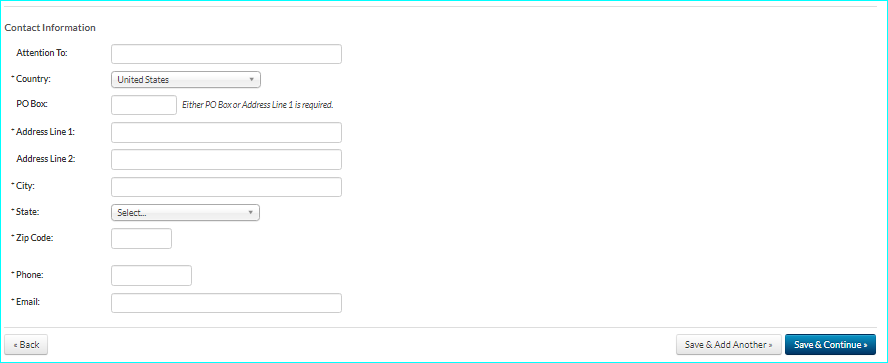 Contact Information
Attention To:
* Country: United States
PO Box: Either PO Box or Address Line 1 is required.
* Address Line 1:
Address Line 2:
* City:
* State: Select...
* Zip Code:
* Phone:
* Email:
« Back Save & Add Another » Save & Continue »